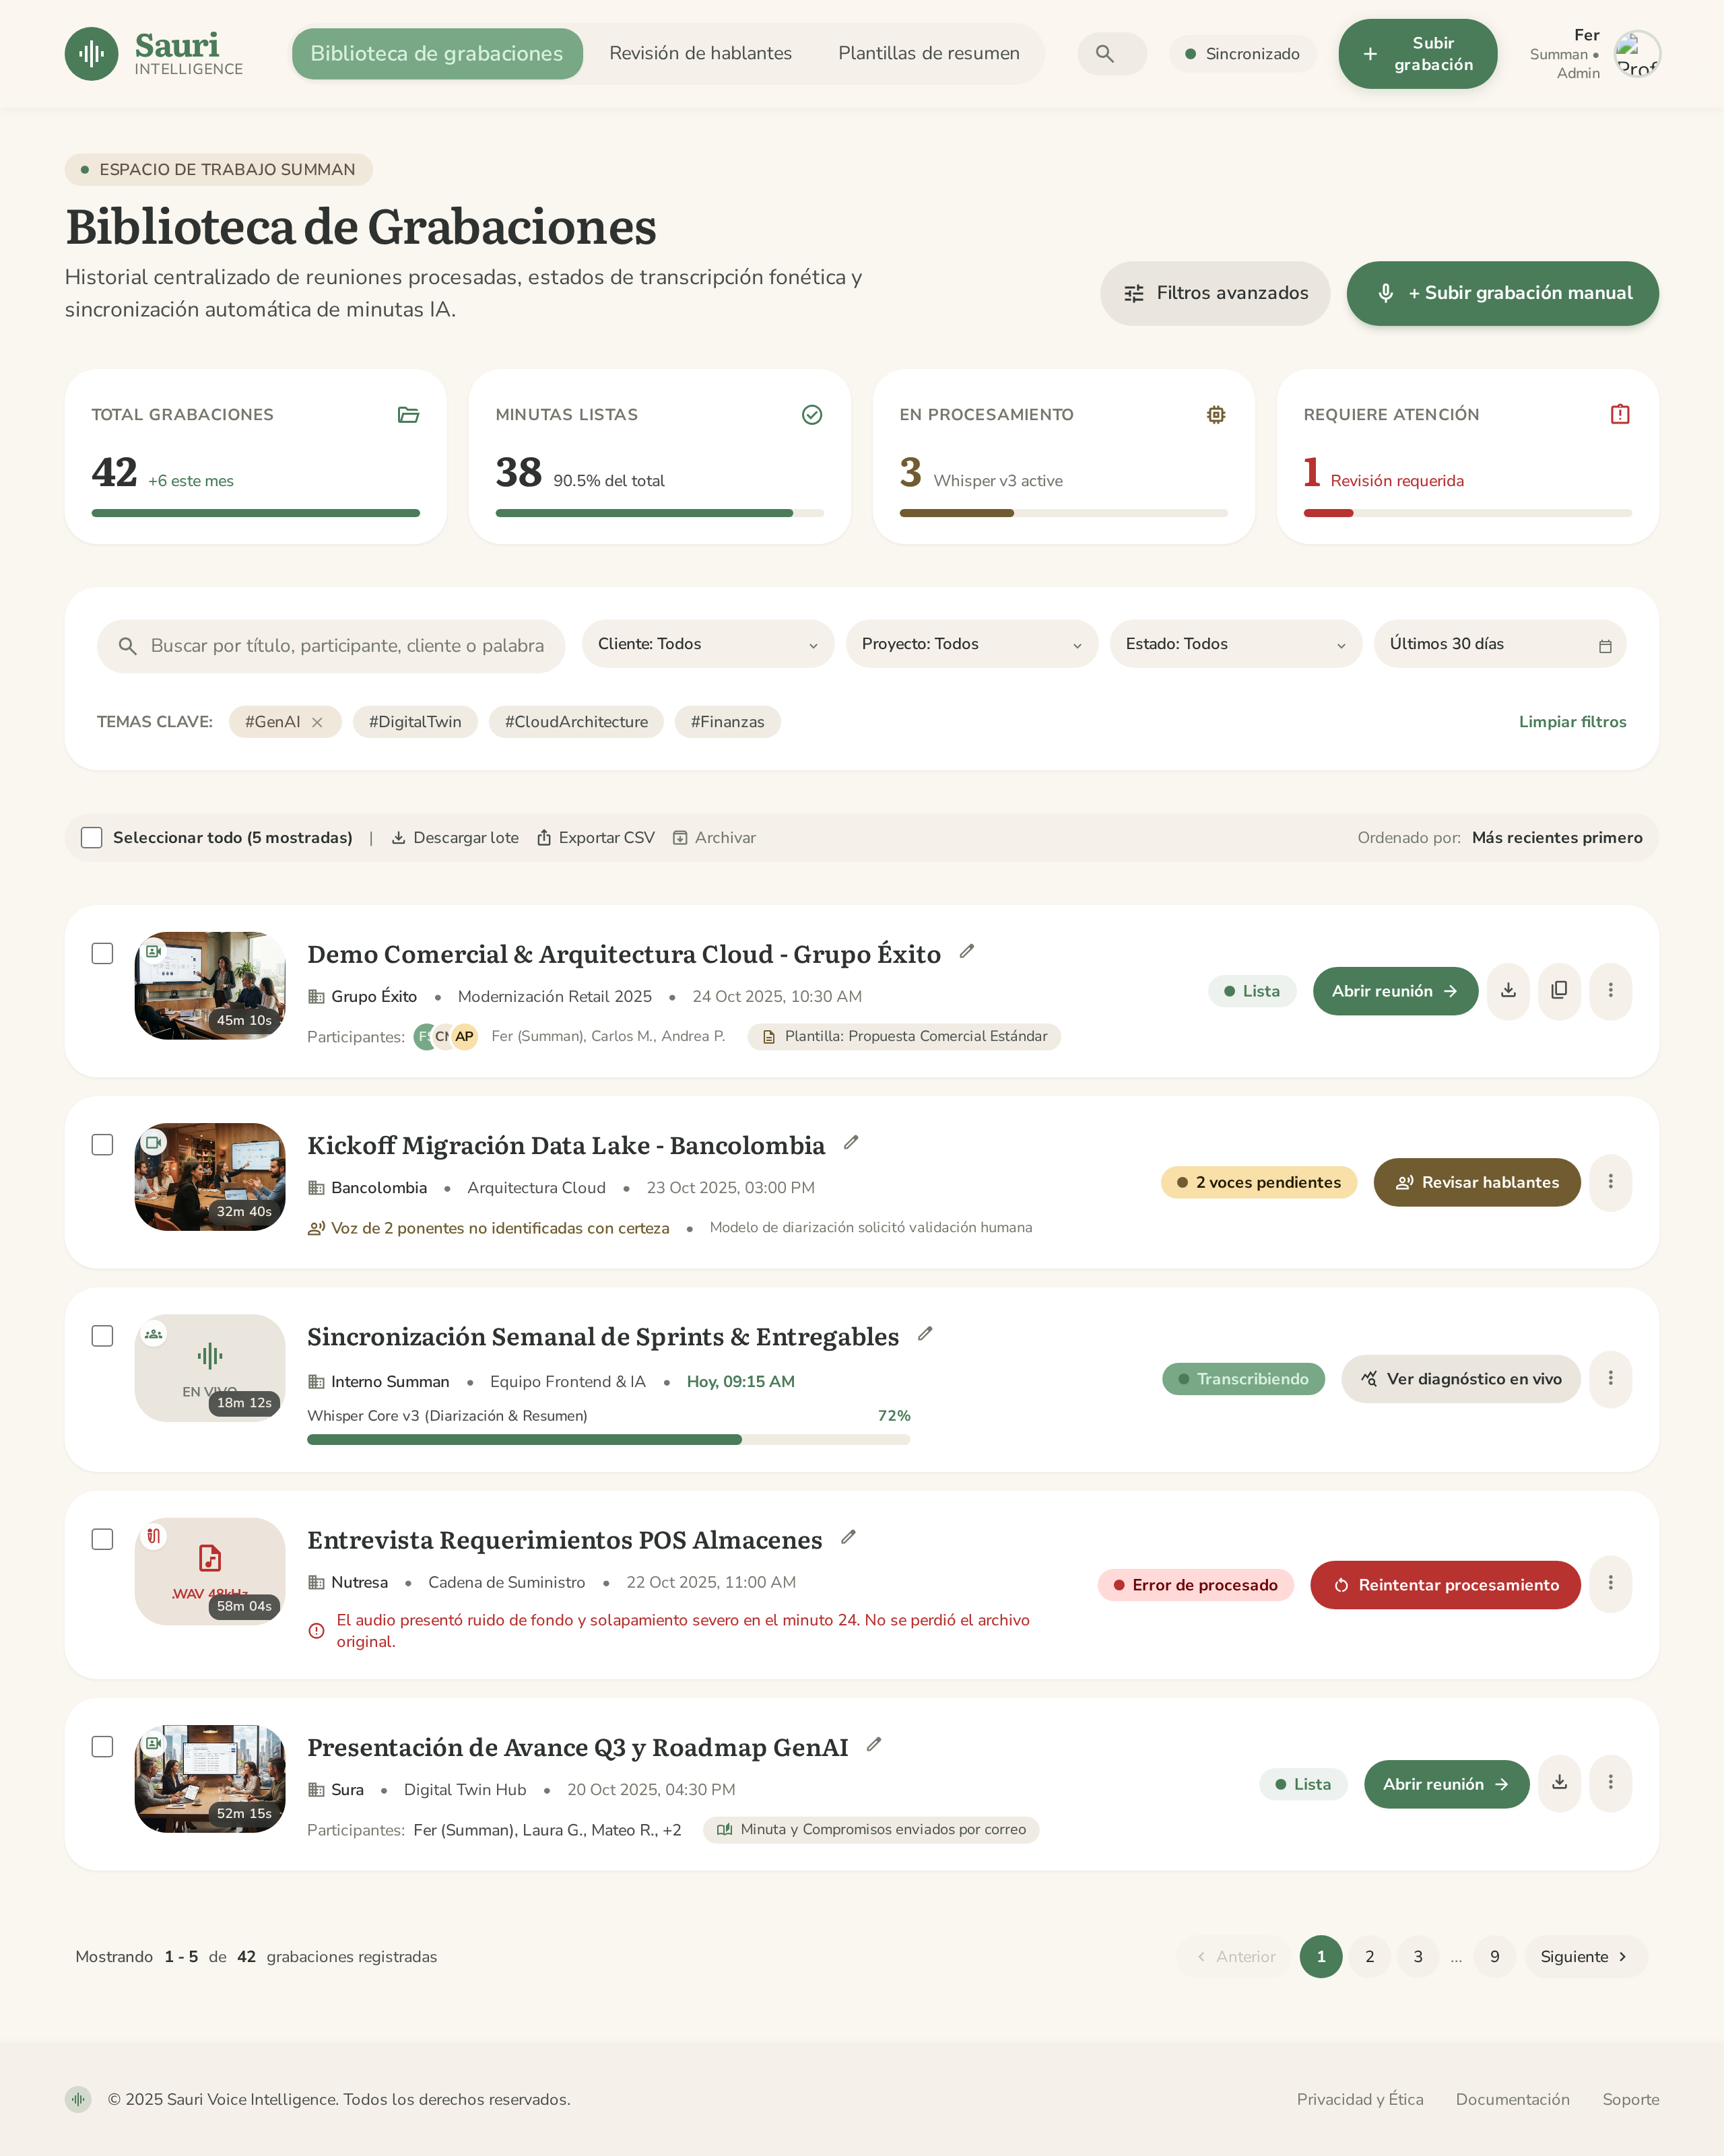 Sauri
INTELLIGENCE
Biblioteca de grabaciones
Revisión de hablantes
Plantillas de resumen
Sincronizado
Subir
grabación
Fer
Summan •
Admin
ESPACIO DE TRABAJO SUMMAN
Biblioteca de Grabaciones
Historial centralizado de reuniones procesadas, estados de transcripción fonética y
sincronización automática de minutas IA.
Filtros avanzados
+ Subir grabación manual
TOTAL GRABACIONES
42 +6 este mes
MINUTAS LISTAS
38 90.5% del total
EN PROCESAMIENTO
3 Whisper v3 active
REQUIERE ATENCIÓN
1 Revisión requerida
Buscar por título, participante, cliente o palabra
Cliente: Todos
Proyecto: Todos
Estado: Todos
Últimos 30 días
TEMAS CLAVE:
#GenAI
#DigitalTwin
#CloudArchitecture
#Finanzas
Limpiar filtros
Seleccionar todo (5 mostradas) |
Descargar lote
Exportar CSV
Archivar
Ordenado por: Más recientes primero
45m 10s
Demo Comercial & Arquitectura Cloud - Grupo Éxito
Grupo Éxito • Modernización Retail 2025 • 24 Oct 2025, 10:30 AM
Participantes: AP Fer (Summan), Carlos M., Andrea P.
Plantilla: Propuesta Comercial Estándar
Lista
Abrir reunión
32m 40s
Kickoff Migración Data Lake - Bancolombia
Bancolombia • Arquitectura Cloud • 23 Oct 2025, 03:00 PM
Voz de 2 ponentes no identificadas con certeza • Modelo de diarización solicitó validación humana
2 voces pendientes
Revisar hablantes
EN VIVO
18m 12s
Sincronización Semanal de Sprints & Entregables
Interno Summan • Equipo Frontend & IA • Hoy, 09:15 AM
Whisper Core v3 (Diarización & Resumen) 72%
Transcribiendo
Ver diagnóstico en vivo
.WAV 48kHz
58m 04s
Entrevista Requerimientos POS Almacenes
Nutresa • Cadena de Suministro • 22 Oct 2025, 11:00 AM
El audio presentó ruido de fondo y solapamiento severo en el minuto 24. No se perdió el archivo
original.
Error de procesado
Reintentar procesamiento
52m 15s
Presentación de Avance Q3 y Roadmap GenAI
Sura • Digital Twin Hub • 20 Oct 2025, 04:30 PM
Participantes: Fer (Summan), Laura G., Mateo R., +2
Minuta y Compromisos enviados por correo
Lista
Abrir reunión
Mostrando 1 - 5 de 42 grabaciones registradas
Anterior 1 2 3 ... 9 Siguiente
© 2025 Sauri Voice Intelligence. Todos los derechos reservados.
Privacidad y Ética
Documentación
Soporte